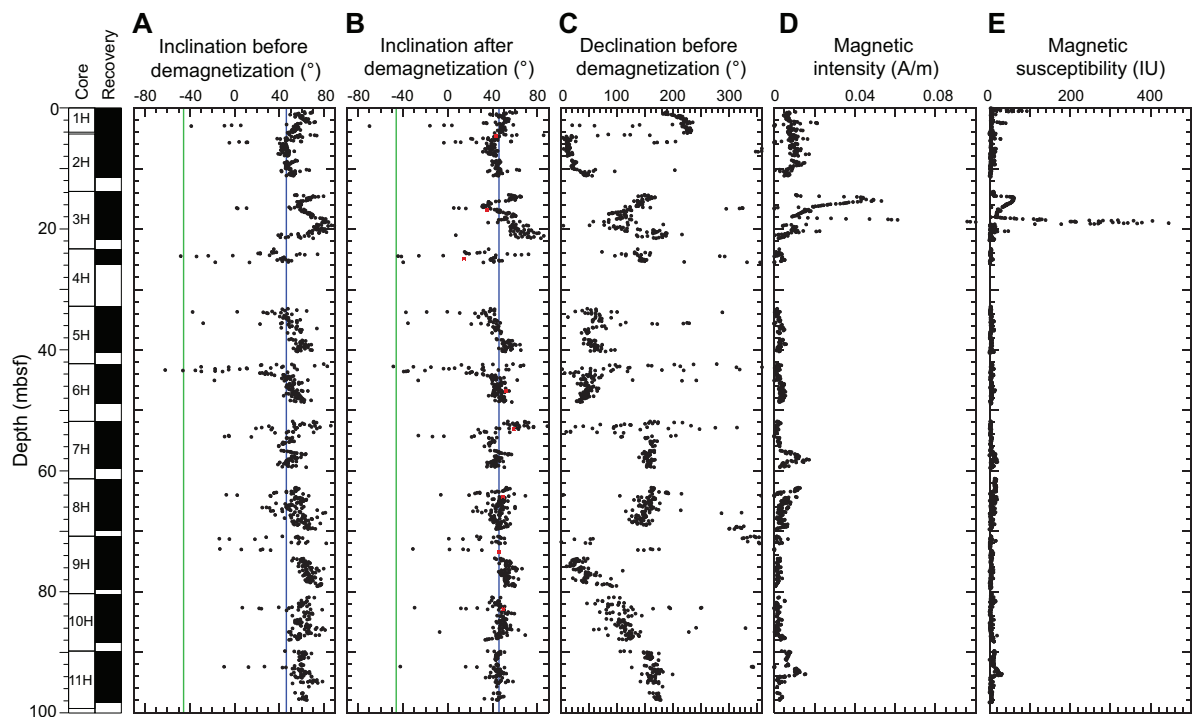 A
B
C
D
E
Inclination before
demagnetization (°)
Inclination after
demagnetization (°)
Declination before
demagnetization (°)
Magnetic
intensity (A/m)
Magnetic
susceptibility (IU)
Core
Recovery
-80 -40 0 40 80
-80 -40 0 40 80
0 100 200 300
0 0.04 0.08
0 200 400
Depth (mbsf)
0
20
40
60
80
100
1H
2H
3H
4H
5H
6H
7H
8H
9H
10H
11H